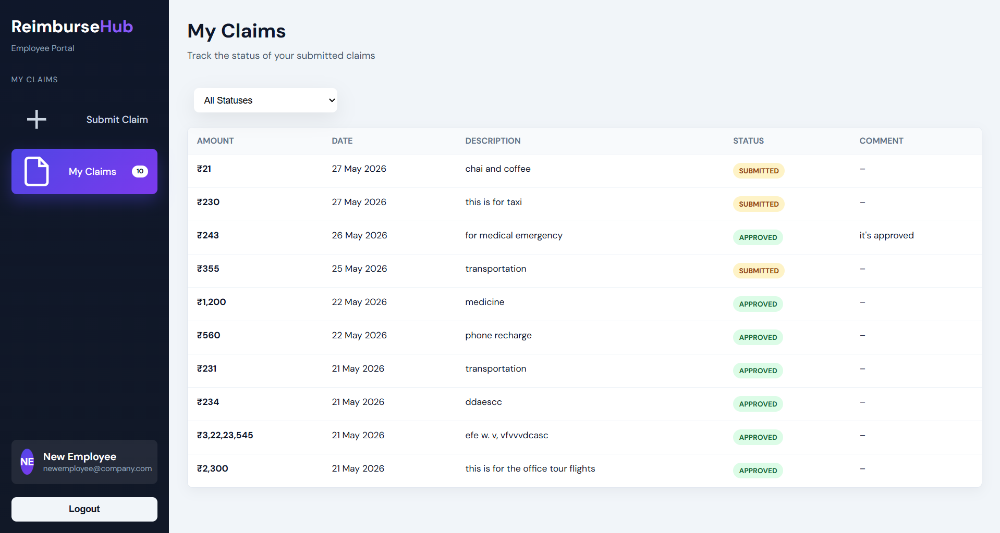 ReimburseHub
Employee Portal
MY CLAIMS
Submit Claim
My Claims 10
New Employee
NE
newemployee@company.com
Logout
My Claims
Track the status of your submitted claims
All Statuses
AMOUNT DATE DESCRIPTION STATUS COMMENT
₹21 27 May 2026 chai and coffee SUBMITTED –
₹230 27 May 2026 this is for taxi SUBMITTED –
₹243 26 May 2026 for medical emergency APPROVED it's approved
₹355 25 May 2026 transportation SUBMITTED –
₹1,200 22 May 2026 medicine APPROVED –
₹560 22 May 2026 phone recharge APPROVED –
₹231 21 May 2026 transportation APPROVED –
₹234 21 May 2026 ddaescc APPROVED –
₹3,22,23,545 21 May 2026 efe w. v, vfvvvdcasc APPROVED –
₹2,300 21 May 2026 this is for the office tour flights APPROVED –